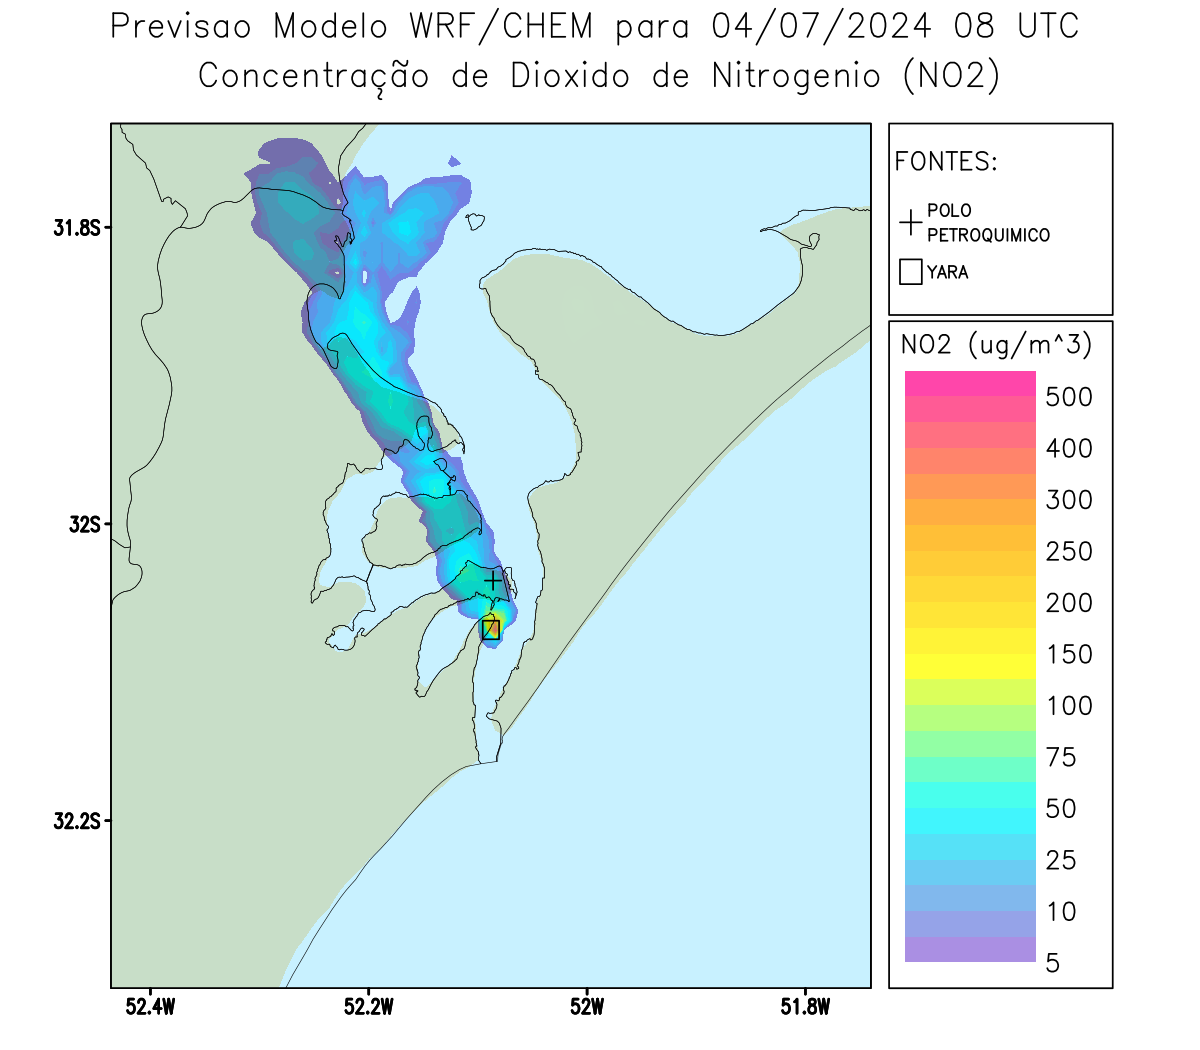 Previsao Modelo WRF/CHEM para 04/07/2024 08 UTC
Concentração de Dioxido de Nitrogenio (NO2)
FONTES:
POLO
PETROQUIMICO
YARA
NO2 (ug/m^3)
500
400
300
250
200
150
100
75
50
25
10
5
31.8S
32S
32.2S
52.4W
52.2W
52W
51.8W